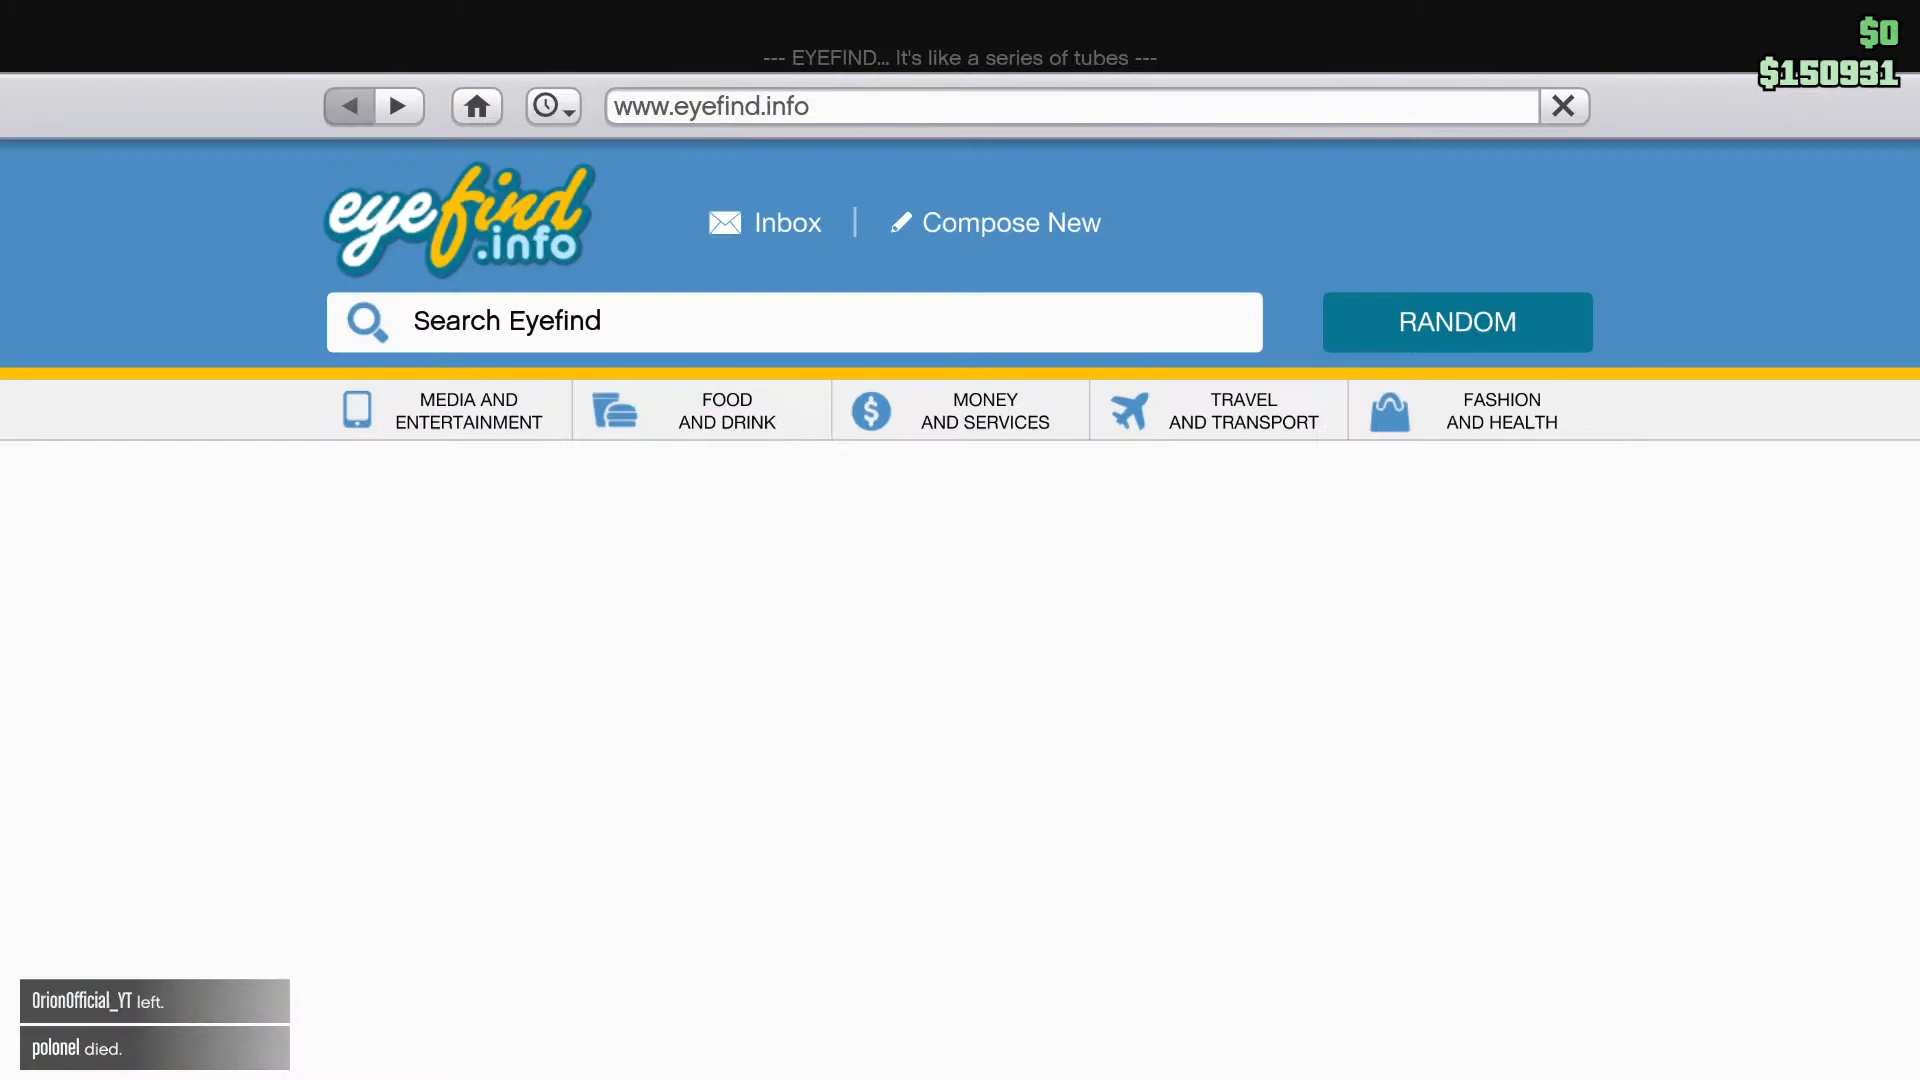 $0
--- EYEFIND... It's like a series of tubes ---
$150931
www.eyefind.info
eyefind
.info
Inbox
Compose New
Search Eyefind
RANDOM
MEDIA AND
ENTERTAINMENT
FOOD
AND DRINK
MONEY
AND SERVICES
TRAVEL
AND TRANSPORT
FASHION
AND HEALTH
OrionOfficial_YT left.
polonel died.